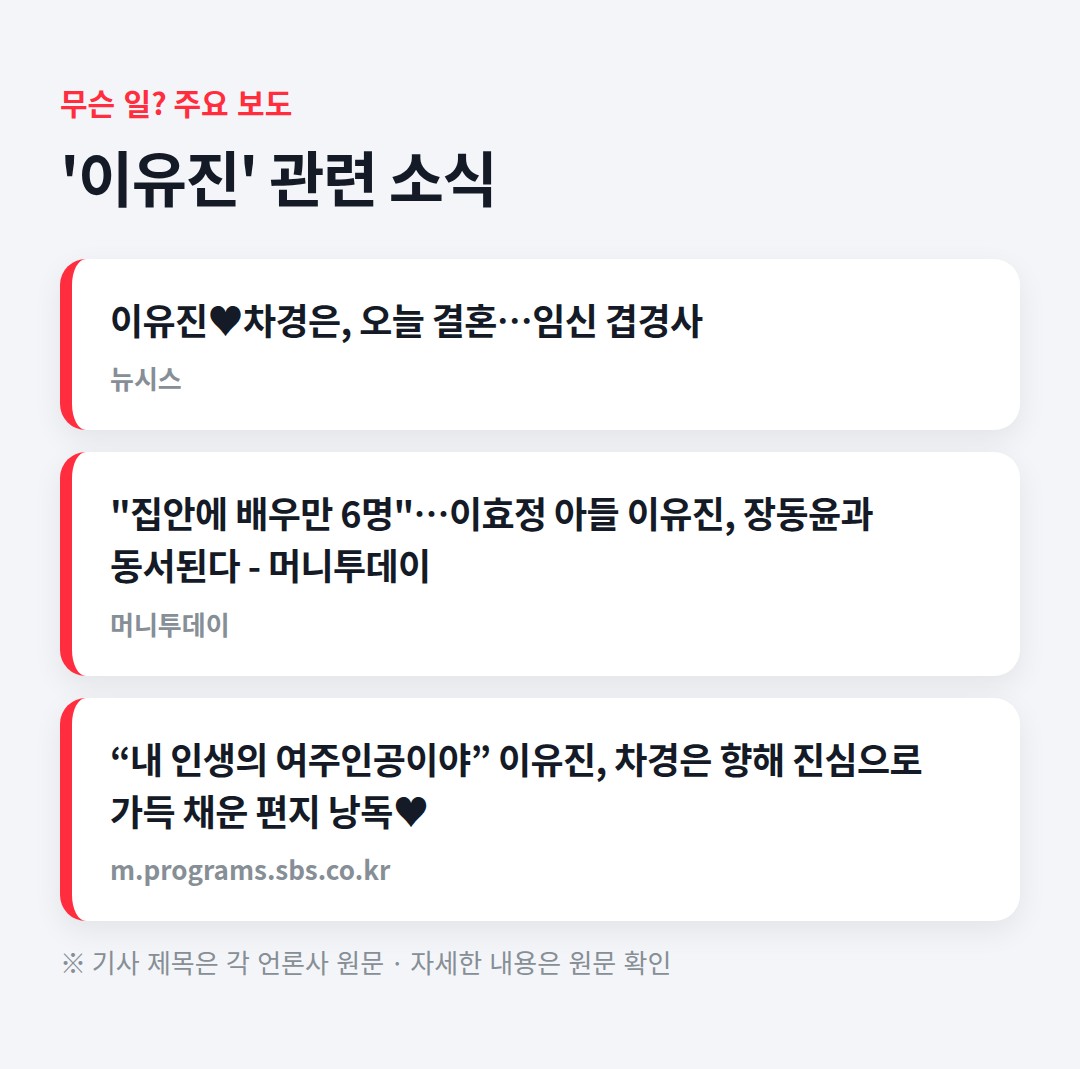 무슨 일? 주요 보도
'이유진' 관련 소식
이유진♥차경은, 오늘 결혼…임신 겹경사
뉴시스
"집안에 배우만 6명"…이효정 아들 이유진, 장동윤과
동서된다 - 머니투데이
머니투데이
“내 인생의 여주인공이야” 이유진, 차경은 향해 진심으로
가득 채운 편지 낭독♥
m.programs.sbs.co.kr
※ 기사 제목은 각 언론사 원문 · 자세한 내용은 원문 확인